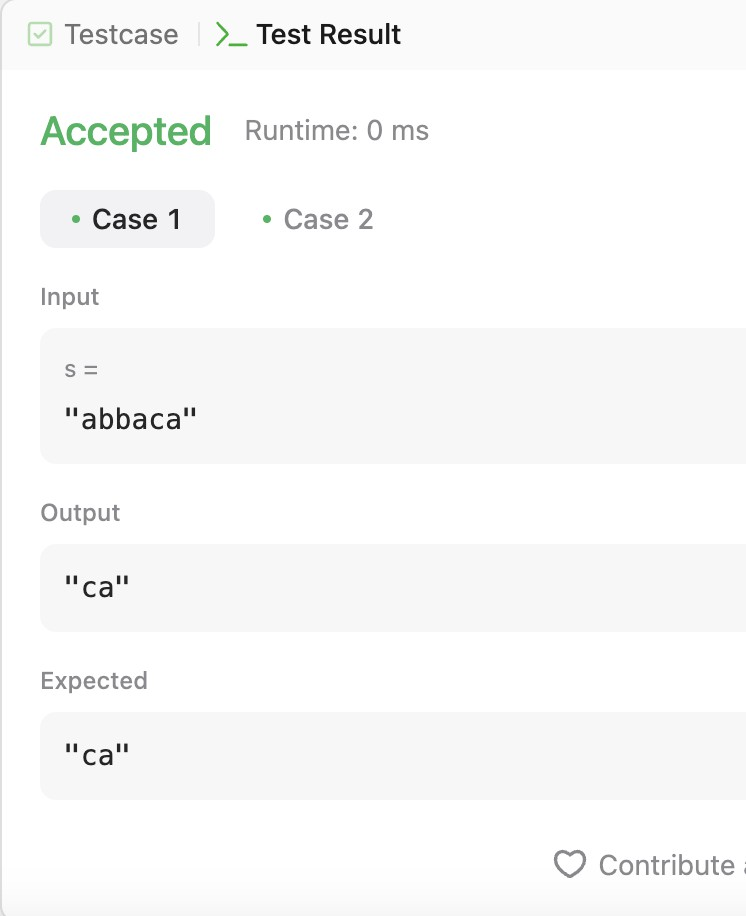 Testcase Test Result
Accepted Runtime: 0 ms
Case 1 Case 2
Input
s =
"abbaca"
Output
"ca"
Expected
"ca"
Contribute